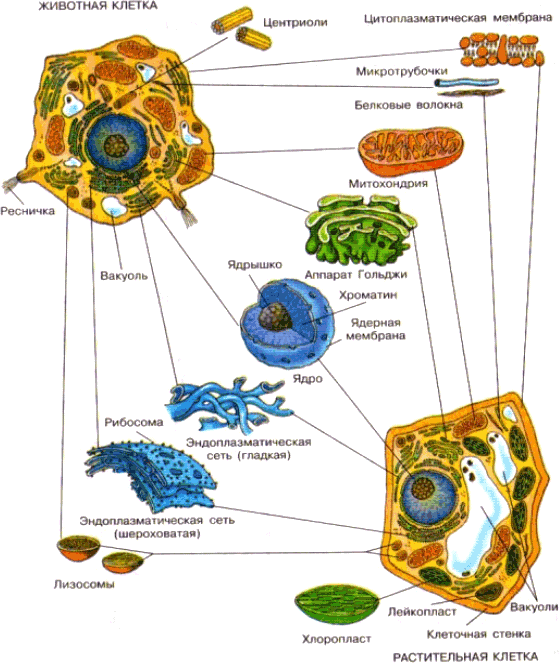 ЖИВОТНАЯ КЛЕТКА
Центриоли
Цитоплазматическая мембрана
Микротрубочки
Белковые волокна
Митохондрия
Ресничка
Вакуоль
Аппарат Гольджи
Ядрышко
Хроматин
Ядерная
мембрана
Ядро
Рибосома
Эндоплазматическая
сеть (гладкая)
Эндоплазматическая сеть
(шероховатая)
Лизосомы
Хлоропласт
Лейкопласт
Вакуоли
Клеточная стенка
РАСТИТЕЛЬНАЯ КЛЕТКА